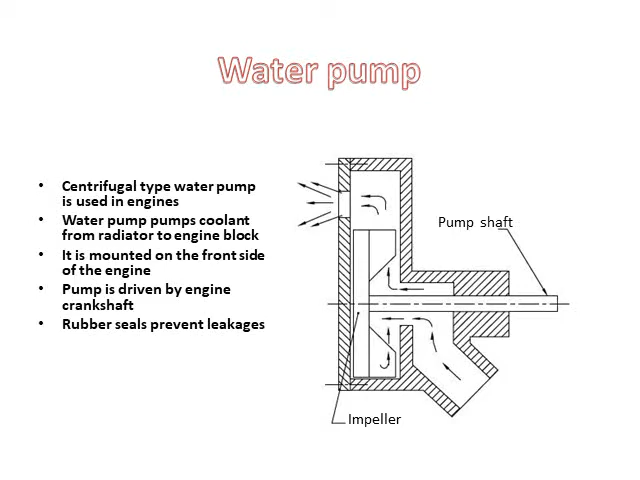 Water pump
• Centrifugal type water pump
is used in engines
• Water pump pumps coolant
from radiator to engine block
• It is mounted on the front side
of the engine
• Pump is driven by engine
crankshaft
• Rubber seals prevent leakages
Pump shaft
Impeller